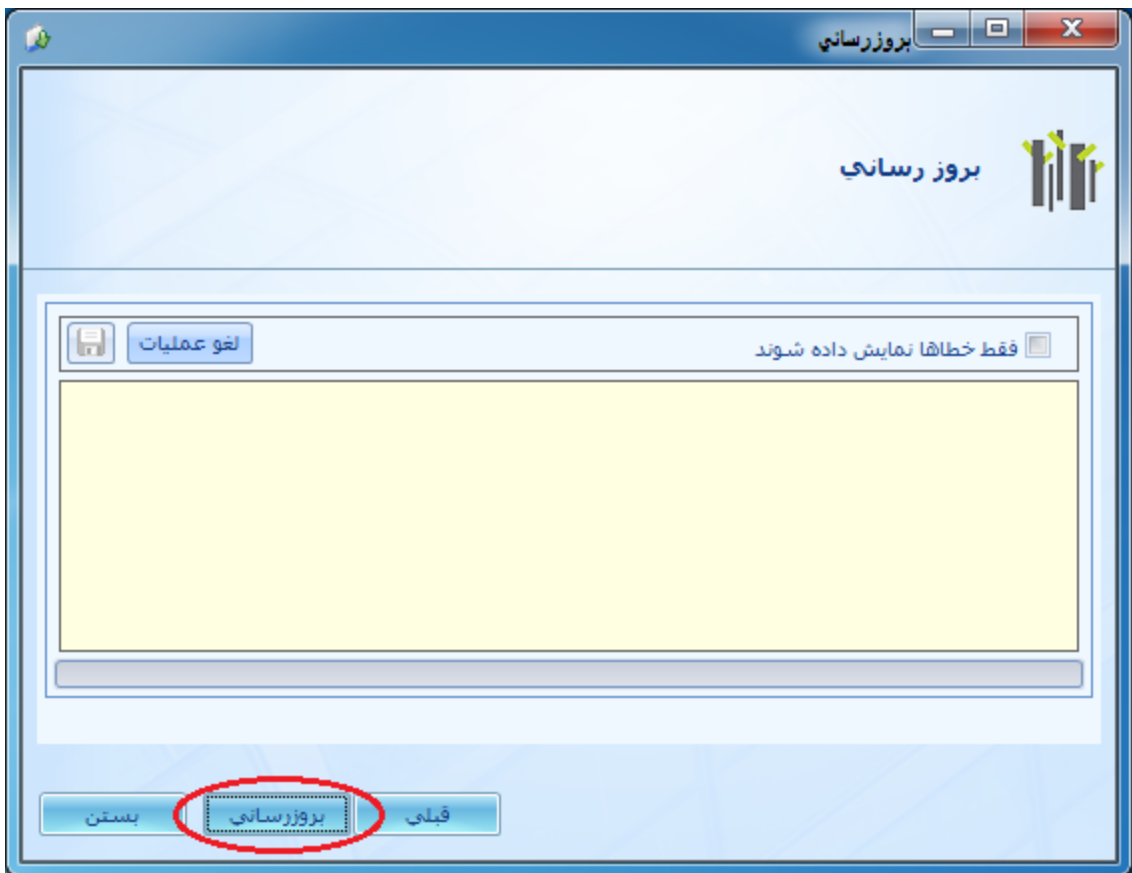 بروزرساني
بروز رساني
فقط خطاها نمايش داده شوند
لغو عمليات
قبلي
بروزرساني
بستن